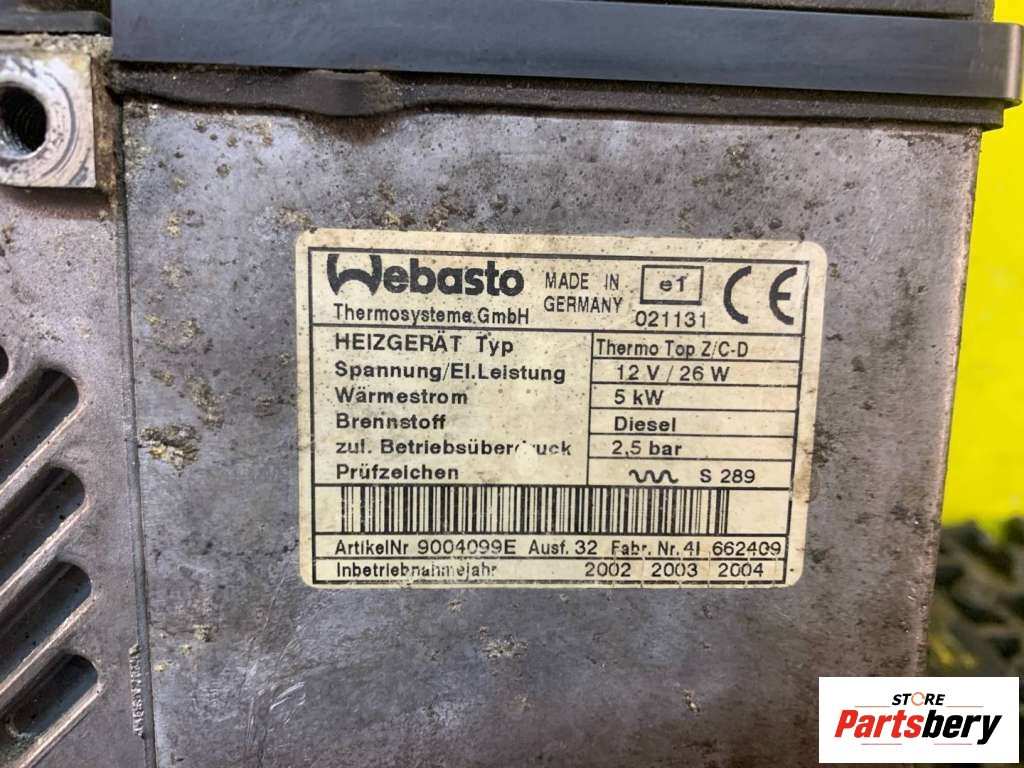 Webasto MADE IN GERMANY e1
Thermosysteme GmbH 021131 CE
HEIZGERÄT Typ Thermo Top Z/C-D
Spannung/El.Leistung 12 V / 26 W
Wärmestrom 5 kW
Brennstoff Diesel
zul. Betriebsüberdruck 2,5 bar
Prüfzeichen S 289
ArtikelNr 9004099E Ausf. 32 Fabr. Nr. 41 662409
Inbetriebnahmejahr 2002 2003 2004
STORE
Partsbery